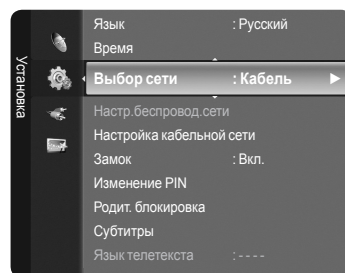 Установка
Язык : Русский
Время
Выбор сети : Кабель
Настр.беспровод.сети
Настройка кабельной сети
Замок : Вкл.
Изменение PIN
Родит. блокировка
Субтитры
Язык телетекста : - - - -